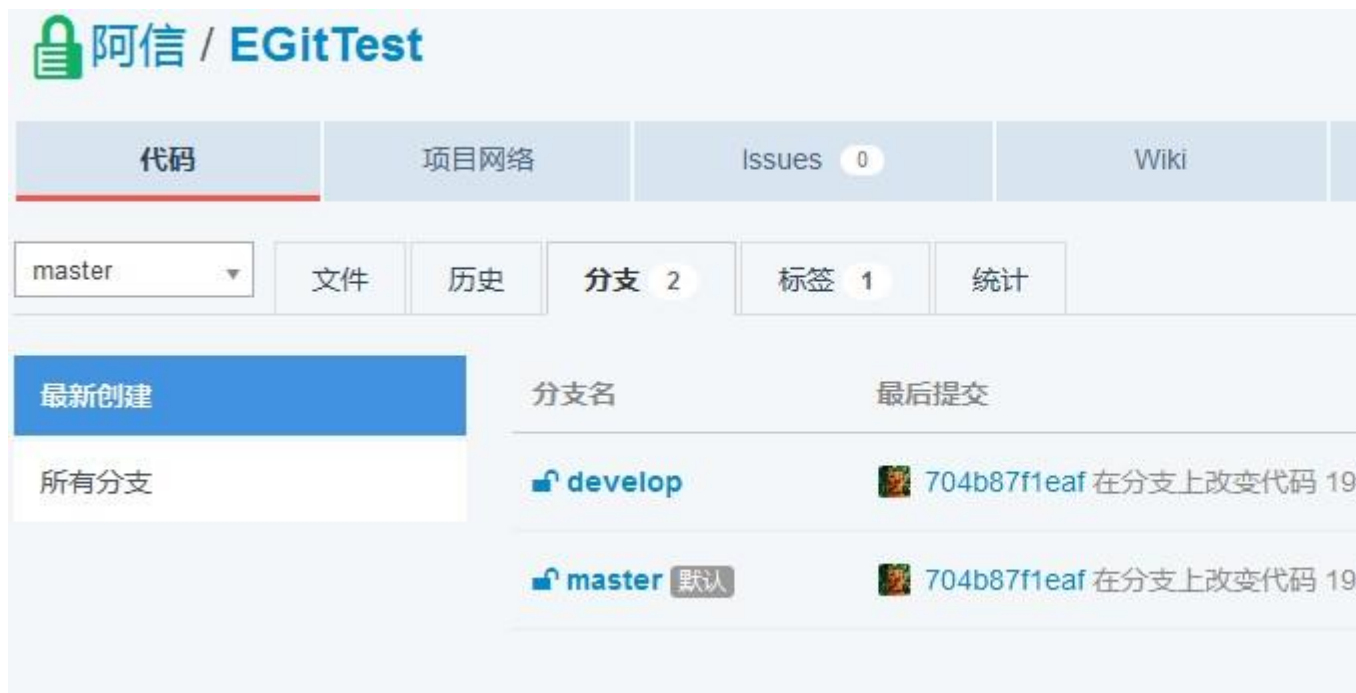 阿信 / EGitTest
代码 项目网络 Issues 0 Wiki
master 文件 历史 分支 2 标签 1 统计
最新创建 分支名 最后提交
所有分支 develop 704b87f1eaf 在分支上改变代码 19
master 默认 704b87f1eaf 在分支上改变代码 19